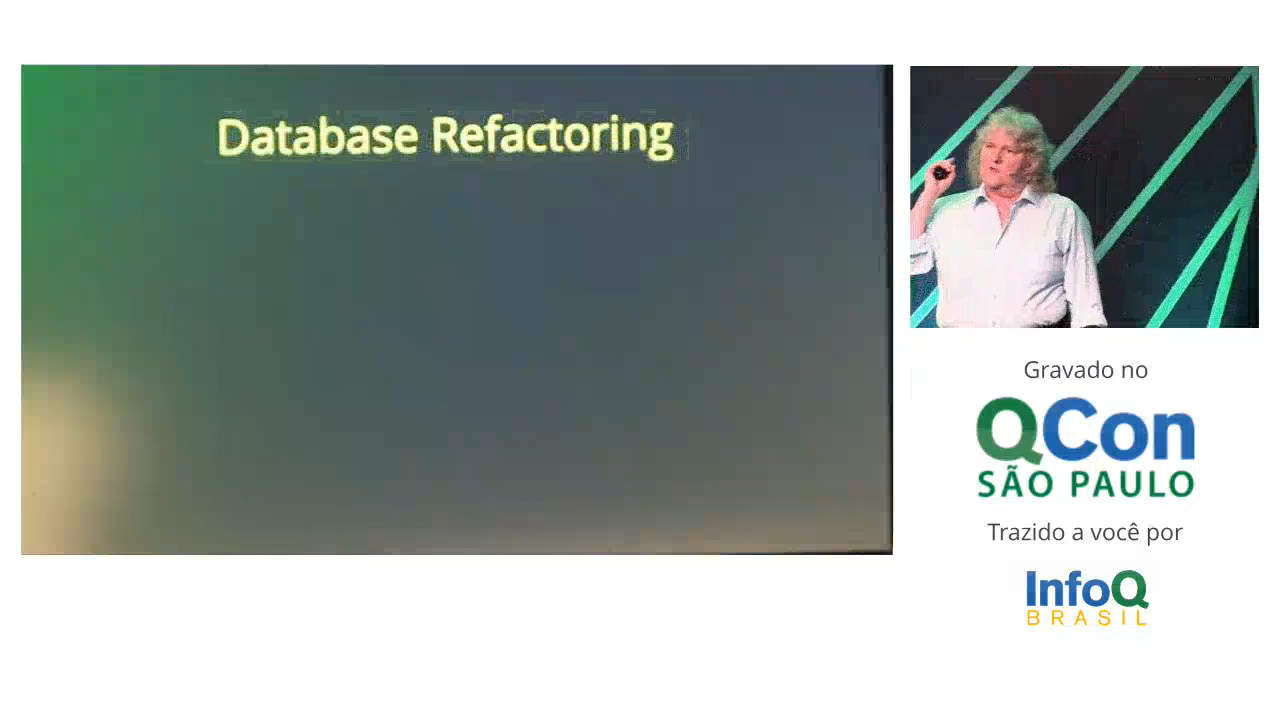 Database Refactoring
Gravado no
QCon
SÃO PAULO
Trazido a você por
InfoQ
BRASIL